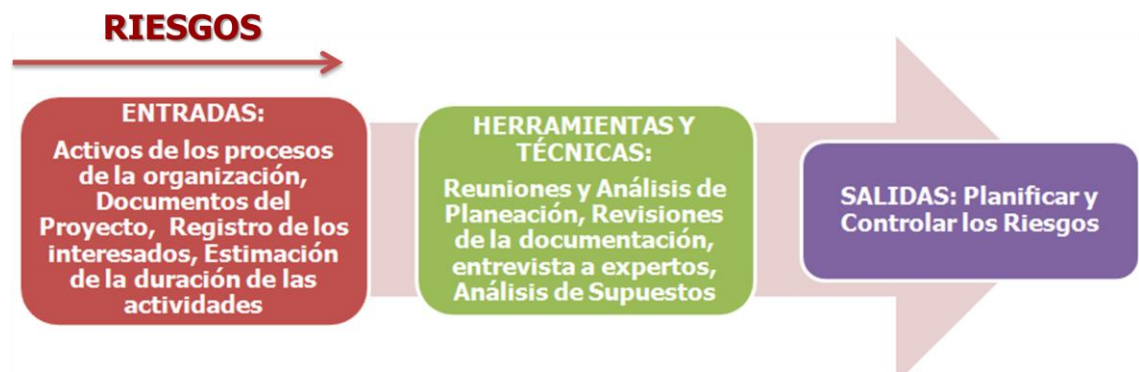 RIESGOS
ENTRADAS:
Activos de los procesos
de la organización,
Documentos del
Proyecto, Registro de los
interesados, Estimación
de la duración de las
actividades
HERRAMIENTAS Y
TÉCNICAS:
Reuniones y Análisis de
Planeación, Revisiones
de la documentación,
entrevista a expertos,
Análisis de Supuestos
SALIDAS: Planificar y
Controlar los Riesgos